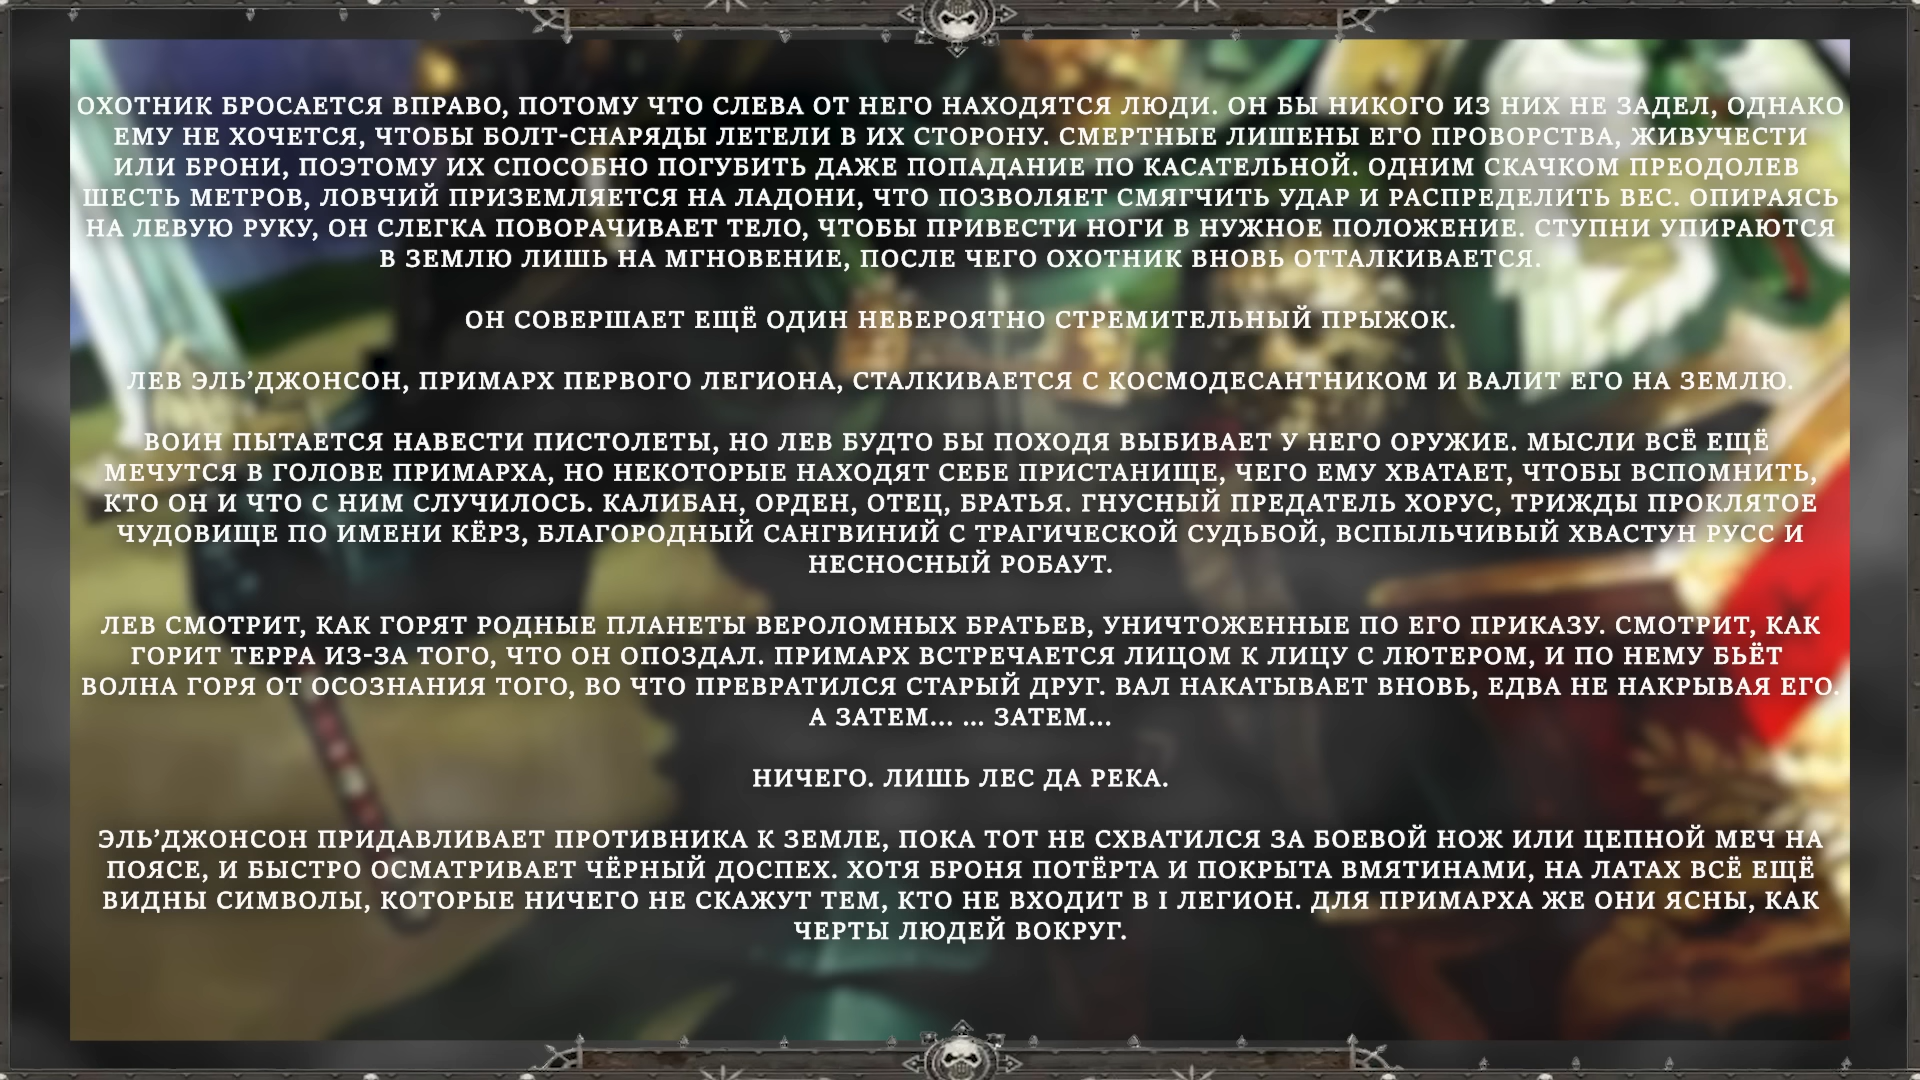 ОХОТНИК БРОСАЕТСЯ ВПРАВО, ПОТОМУ ЧТО СЛЕВА ОТ НЕГО НАХОДЯТСЯ ЛЮДИ. ОН БЫ НИКОГО ИЗ НИХ НЕ ЗАДЕЛ, ОДНАКО
ЕМУ НЕ ХОЧЕТСЯ, ЧТОБЫ БОЛТ-СНАРЯДЫ ЛЕТЕЛИ В ИХ СТОРОНУ. СМЕРТНЫЕ ЛИШЕНЫ ЕГО ПРОВОРСТВА, ЖИВУЧЕСТИ
ИЛИ БРОНИ, ПОЭТОМУ ИХ СПОСОБНО ПОГУБИТЬ ДАЖЕ ПОПАДАНИЕ ПО КАСАТЕЛЬНОЙ. ОДНИМ СКАЧКОМ ПРЕОДОЛЕВ
ШЕСТЬ МЕТРОВ, ЛОВЧИЙ ПРИЗЕМЛЯЕТСЯ НА ЛАДОНИ, ЧТО ПОЗВОЛЯЕТ СМЯГЧИТЬ УДАР И РАСПРЕДЕЛИТЬ ВЕС. ОПИРАЯСЬ
НА ЛЕВУЮ РУКУ, ОН СЛЕГКА ПОВОРАЧИВАЕТ ТЕЛО, ЧТОБЫ ПРИВЕСТИ НОГИ В НУЖНОЕ ПОЛОЖЕНИЕ. СТУПНИ УПИРАЮТСЯ
В ЗЕМЛЮ ЛИШЬ НА МГНОВЕНИЕ, ПОСЛЕ ЧЕГО ОХОТНИК ВНОВЬ ОТТАЛКИВАЕТСЯ.
ОН СОВЕРШАЕТ ЕЩЁ ОДИН НЕВЕРОЯТНО СТРЕМИТЕЛЬНЫЙ ПРЫЖОК.
ЛЕВ ЭЛЬ’ДЖОНСОН, ПРИМАРХ ПЕРВОГО ЛЕГИОНА, СТАЛКИВАЕТСЯ С КОСМОДЕСАНТНИКОМ И ВАЛИТ ЕГО НА ЗЕМЛЮ.
ВОИН ПЫТАЕТСЯ НАВЕСТИ ПИСТОЛЕТЫ, НО ЛЕВ БУДТО БЫ ПОХОДЯ ВЫБИВАЕТ У НЕГО ОРУЖИЕ. МЫСЛИ ВСЁ ЕЩЁ
МЕЧУТСЯ В ГОЛОВЕ ПРИМАРХА, НО НЕКОТОРЫЕ НАХОДЯТ СЕБЕ ПРИСТАНИЩЕ, ЧЕГО ЕМУ ХВАТАЕТ, ЧТОБЫ ВСПОМНИТЬ,
КТО ОН И ЧТО С НИМ СЛУЧИЛОСЬ. КАЛИБАН, ОРДЕН, ОТЕЦ, БРАТЬЯ. ГНУСНЫЙ ПРЕДАТЕЛЬ ХОРУС, ТРИЖДЫ ПРОКЛЯТОЕ
ЧУДОВИЩЕ ПО ИМЕНИ КЁРЗ, БЛАГОРОДНЫЙ САНГВИНИЙ С ТРАГИЧЕСКОЙ СУДЬБОЙ, ВСПЫЛЬЧИВЫЙ ХВАСТУН РУСС И
НЕСНОСНЫЙ РОБАУТ.
ЛЕВ СМОТРИТ, КАК ГОРЯТ РОДНЫЕ ПЛАНЕТЫ ВЕРОЛОМНЫХ БРАТЬЕВ, УНИЧТОЖЕННЫЕ ПО ЕГО ПРИКАЗУ. СМОТРИТ, КАК
ГОРИТ ТЕРРА ИЗ-ЗА ТОГО, ЧТО ОН ОПОЗДАЛ. ПРИМАРХ ВСТРЕЧАЕТСЯ ЛИЦОМ К ЛИЦУ С ЛЮТЕРОМ, И ПО НЕМУ БЬЁТ
ВОЛНА ГОРЯ ОТ ОСОЗНАНИЯ ТОГО, ВО ЧТО ПРЕВРАТИЛСЯ СТАРЫЙ ДРУГ. ВАЛ НАКАТЫВАЕТ ВНОВЬ, ЕДВА НЕ НАКРЫВАЯ ЕГО.
А ЗАТЕМ... ... ЗАТЕМ...
НИЧЕГО. ЛИШЬ ЛЕС ДА РЕКА.
ЭЛЬ’ДЖОНСОН ПРИДАВЛИВАЕТ ПРОТИВНИКА К ЗЕМЛЕ, ПОКА ТОТ НЕ СХВАТИЛСЯ ЗА БОЕВОЙ НОЖ ИЛИ ЦЕПНОЙ МЕЧ НА
ПОЯСЕ, И БЫСТРО ОСМАТРИВАЕТ ЧЁРНЫЙ ДОСПЕХ. ХОТЯ БРОНЯ ПОТЁРТА И ПОКРЫТА ВМЯТИНАМИ, НА ЛАТАХ ВСЁ ЕЩЁ
ВИДНЫ СИМВОЛЫ, КОТОРЫЕ НИЧЕГО НЕ СКАЖУТ ТЕМ, КТО НЕ ВХОДИТ В I ЛЕГИОН. ДЛЯ ПРИМАРХА ЖЕ ОНИ ЯСНЫ, КАК
ЧЕРТЫ ЛЮДЕЙ ВОКРУГ.